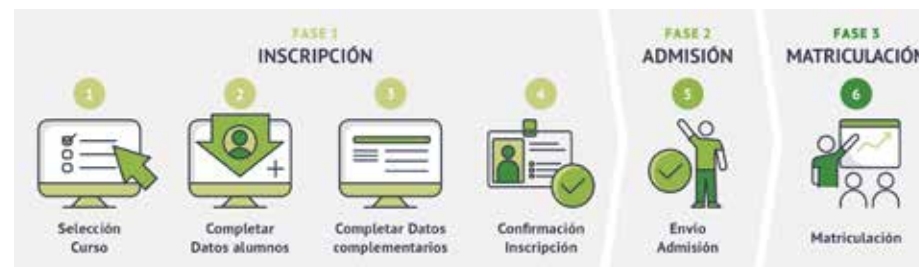 FASE 1
INSCRIPCIÓN
1
2
3
4
Selección
Curso
Completar
Datos alumnos
Completar Datos
complementarios
Confirmación
Inscripción
FASE 2
ADMISIÓN
5
Envío
Admisión
FASE 3
MATRICULACIÓN
6
Matriculación